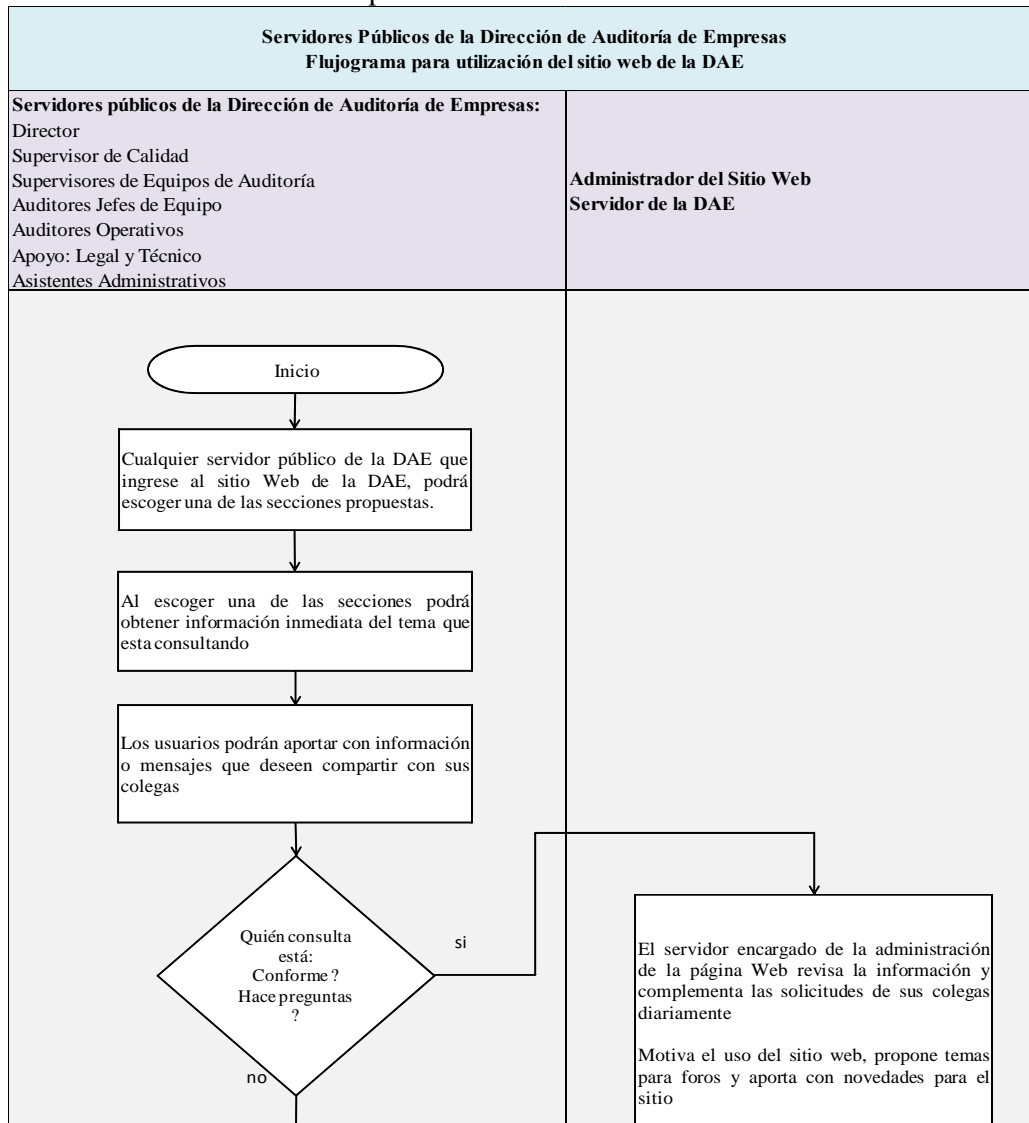 Servidores Públicos de la Dirección de Auditoría de Empresas
Flujograma para utilización del sitio web de la DAE
Servidores públicos de la Dirección de Auditoría de Empresas:
Director
Supervisor de Calidad
Supervisores de Equipos de Auditoría
Auditores Jefes de Equipo
Auditores Operativos
Apoyo: Legal y Técnico
Asistentes Administrativos
Administrador del Sitio Web
Servidor de la DAE
Inicio
Cualquier servidor público de la DAE que
ingrese al sitio Web de la DAE, podrá
escoger una de las secciones propuestas.
Al escoger una de las secciones podrá
obtener información inmediata del tema que
esta consultando
Los usuarios podrán aportar con información
o mensajes que deseen compartir con sus
colegas
Quién consulta
está:
Conforme ?
Hace preguntas
?
si
no
El servidor encargado de la administración
de la página Web revisa la información y
complementa las solicitudes de sus colegas
diariamente
Motiva el uso del sitio web, propone temas
para foros y aporta con novedades para el
sitio